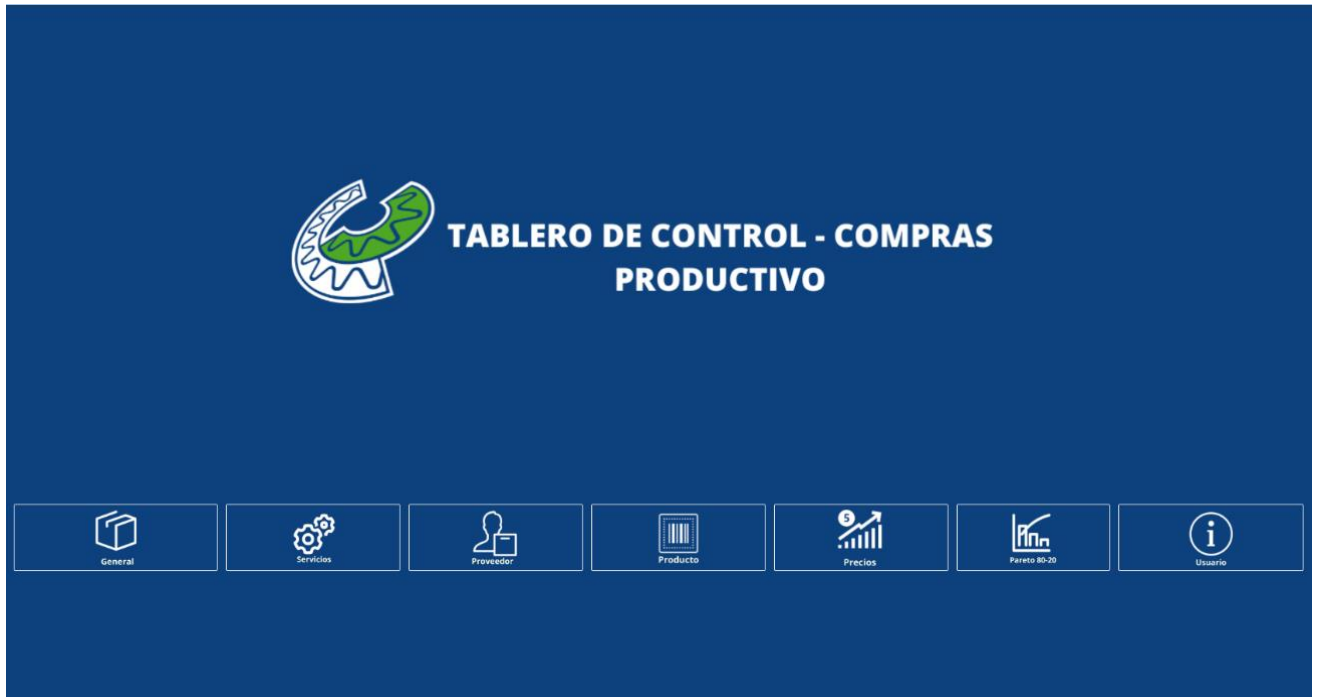 TABLERO DE CONTROL - COMPRAS
PRODUCTIVO
General
Servicios
Proveedor
Producto
Precios
Pareto 80-20
Usuario